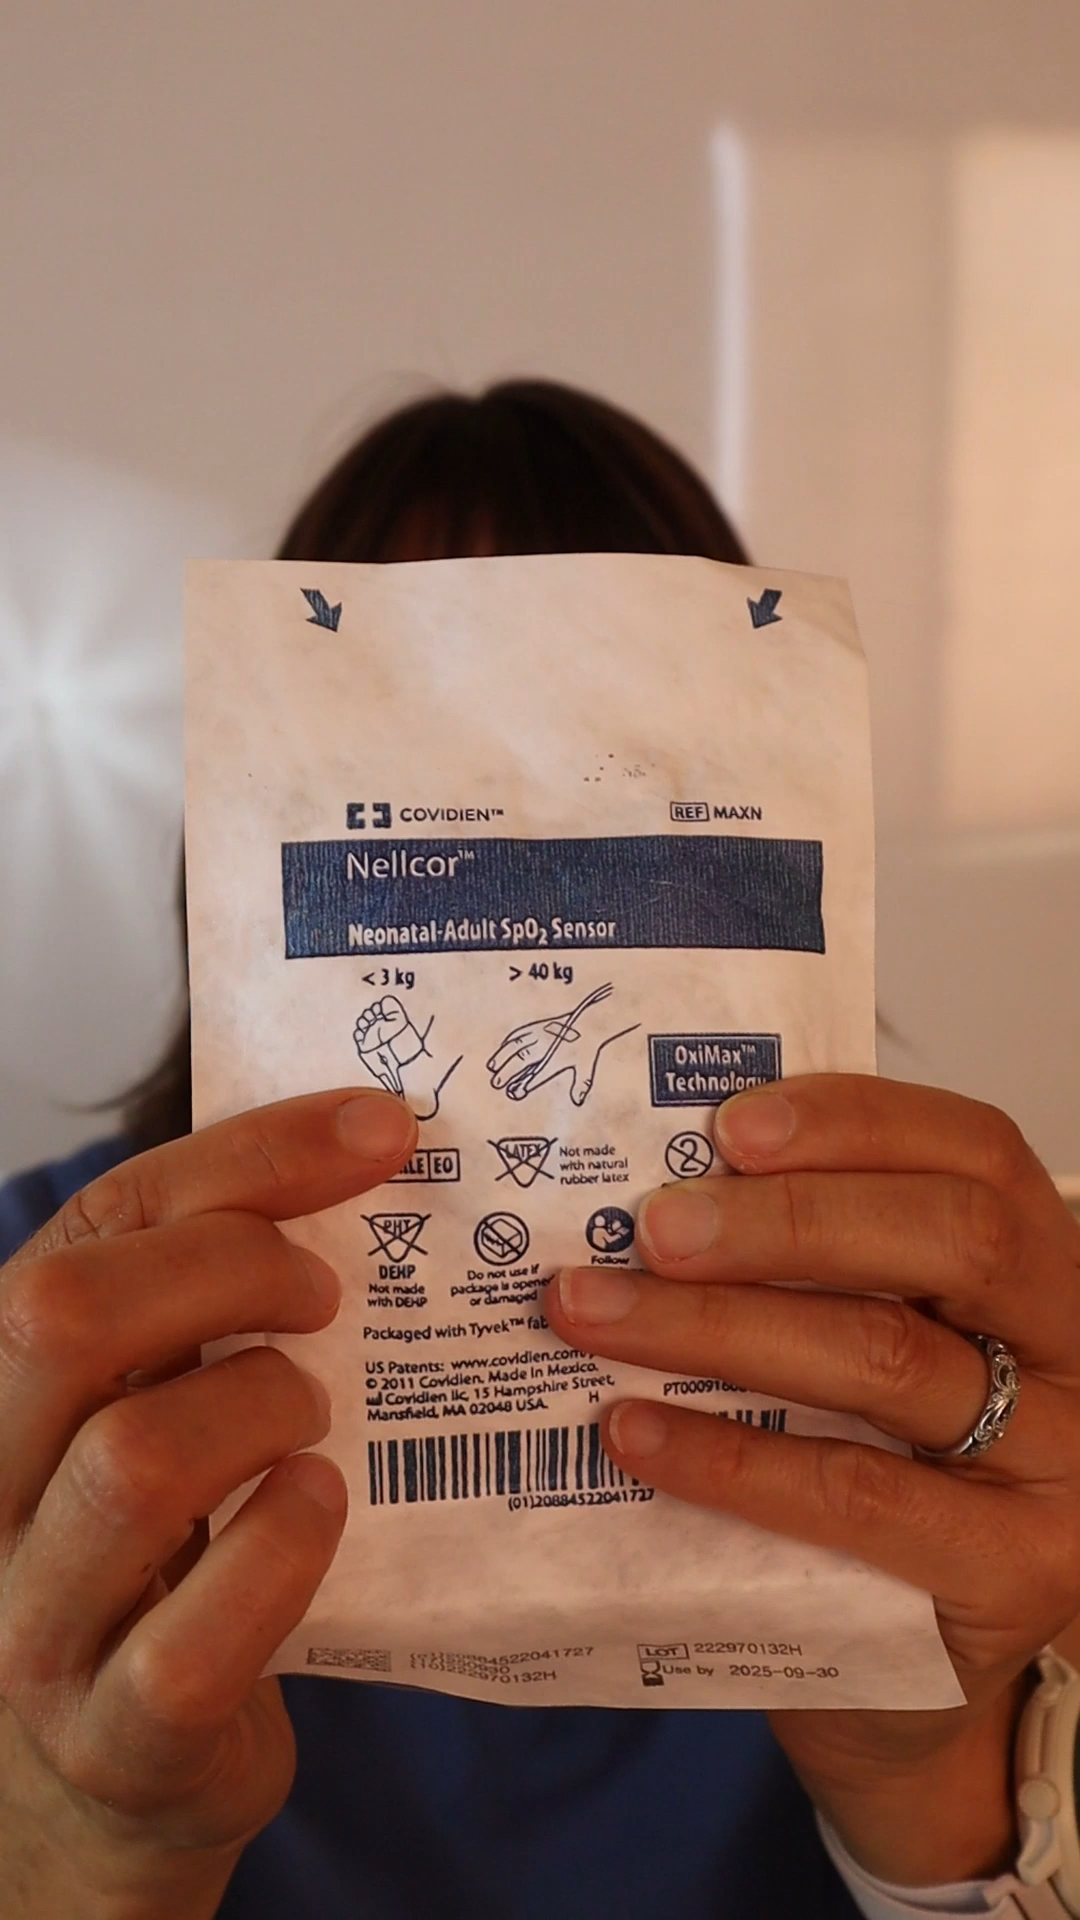 COVIDIEN™
REF MAXN
Nellcor™
Neonatal-Adult SpO₂ Sensor
< 3 kg
> 40 kg
OxiMax™
Technology
EO
LATEX
Not made
with natural
rubber latex
2
PHT
DEHP
Not made
with DEHP
Do not use if
package is opened
or damaged
Follow
Packaged with Tyvek™
US Patents: www.covidien.com
© 2011 Covidien. Made in Mexico.
Covidien llc, 15 Hampshire Street,
Mansfield, MA 02048 USA.
H
(01)20884522041727
LOT 222970132H
Use by 2025-09-30